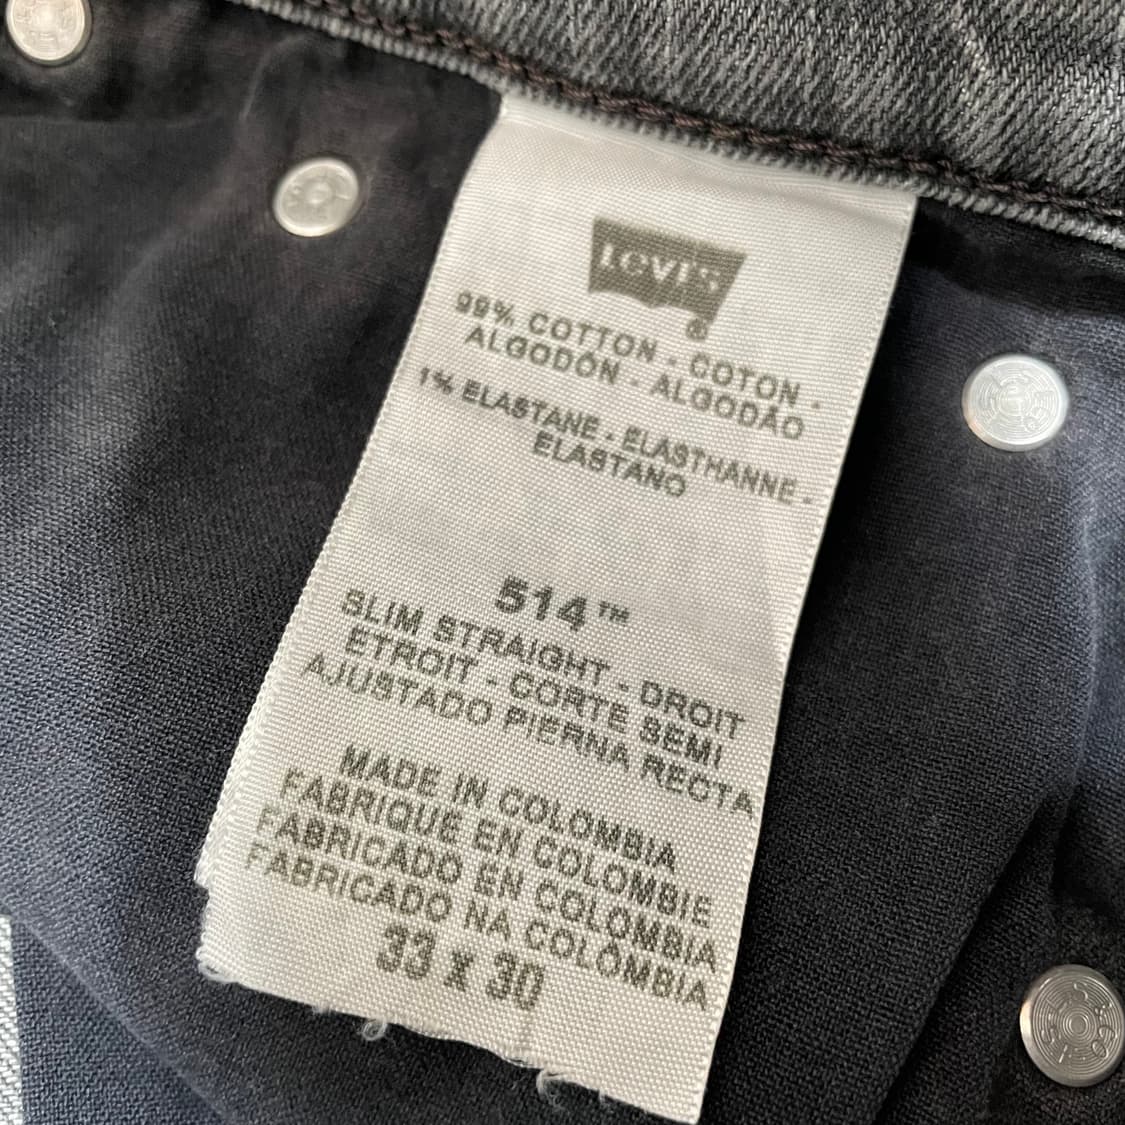 Levi's
®
99% COTTON - COTON -
ALGODÓN - ALGODÃO
1% ELASTANE - ELASTHANNE -
ELASTANO
514™
SLIM STRAIGHT - DROIT
ETROIT - CORTE SEMI
AJUSTADO PIERNA RECTA
MADE IN COLOMBIA
FABRIQUÉ EN COLOMBIE
FABRICADO EN COLOMBIA
FABRICADO NA COLÔMBIA
33 X 30